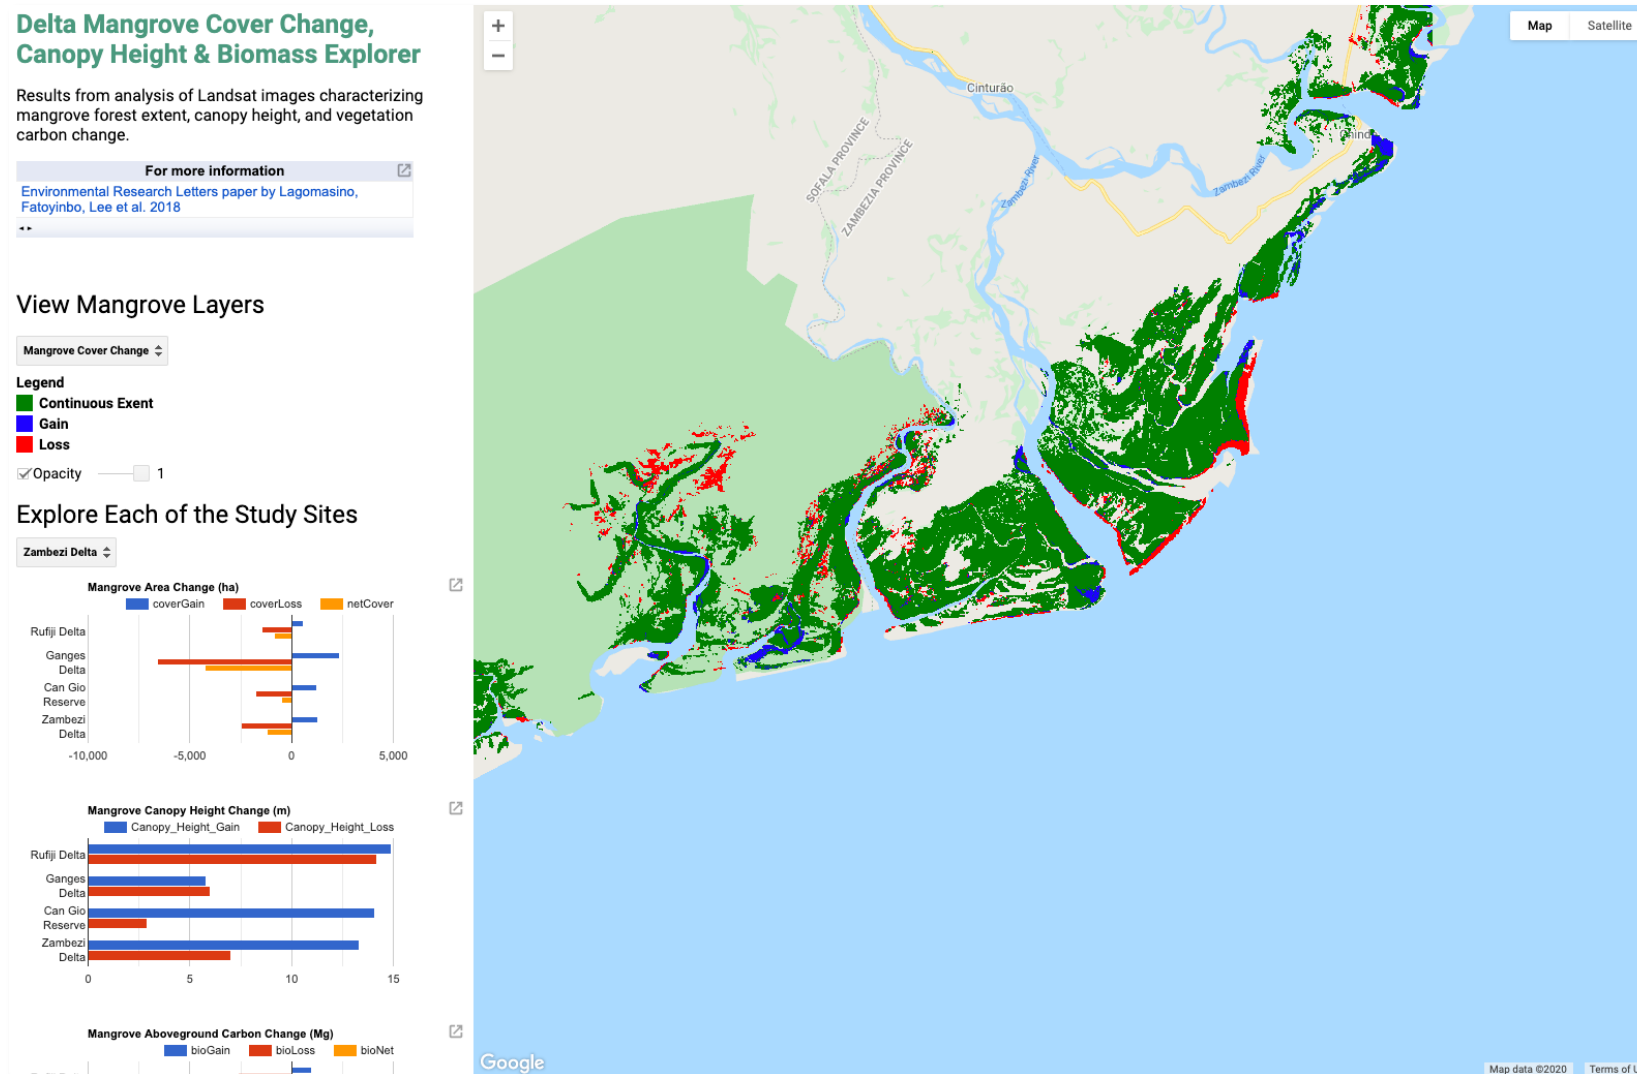 Delta Mangrove Cover Change,
Canopy Height & Biomass Explorer
Results from analysis of Landsat images characterizing
mangrove forest extent, canopy height, and vegetation
carbon change.
For more information
Environmental Research Letters paper by Lagomasino,
Fatoyinbo, Lee et al. 2018
View Mangrove Layers
Mangrove Cover Change
Legend
Continuous Exent
Gain
Loss
Opacity 1
Explore Each of the Study Sites
Zambezi Delta
Mangrove Area Change (ha)
coverGain coverLoss netCover
Rufiji Delta
Ganges
Delta
Can Gio
Reserve
Zambezi
Delta
-10,000 -5,000 0 5,000
Mangrove Canopy Height Change (m)
Canopy_Height_Gain Canopy_Height_Loss
Rufiji Delta
Ganges
Delta
Can Gio
Reserve
Zambezi
Delta
0 5 10 15
Mangrove Aboveground Carbon Change (Mg)
bioGain bioLoss bioNet
+
−
Map Satellite
Cinturão
SOFALA PROVINCE
ZAMBEZIA PROVINCE
Zambezi River
Zambezi River
Google
Map data ©2020 Terms of U